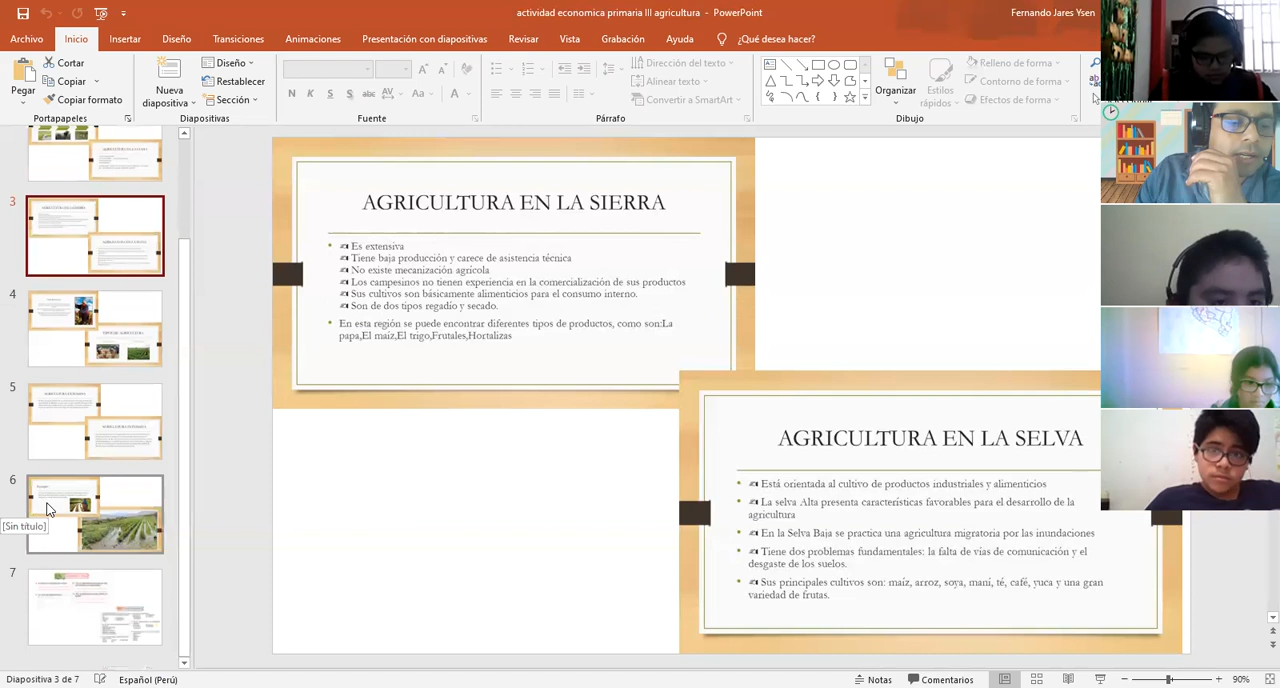 actividad economica primaria III agricultura - PowerPoint
Fernando Jares Ysen
Archivo Inicio Insertar Diseño Transiciones Animaciones Presentación con diapositivas Revisar Vista Grabación Ayuda ¿Qué desea hacer?
Pegar
Cortar
Copiar
Copiar formato
Portapapeles
Nueva
diapositiva
Diseño
Restablecer
Sección
Diapositivas
N K S S abc AV Aa A
Fuente
Dirección del texto
Alinear texto
Convertir a SmartArt
Párrafo
Organizar
Estilos
rápidos
Relleno de forma
Contorno de forma
Efectos de forma
Dibujo
3
4
5
6
[Sin título]
7
AGRICULTURA EN LA SIERRA
Es extensiva
Tiene baja producción y carece de asistencia técnica
No existe mecanización agrícola
Los campesinos no tienen experiencia en la comercialización de sus productos
Sus cultivos son básicamente alimenticios para el consumo interno.
Son de dos tipos regadío y secado.
En esta región se puede encontrar diferentes tipos de productos, como son:La
papa,El maíz,El trigo,Frutales,Hortalizas
AGRICULTURA EN LA SELVA
Está orientada al cultivo de productos industriales y alimenticios
La selva Alta presenta características favorables para el desarrollo de la
agricultura
En la Selva Baja se practica una agricultura migratoria por las inundaciones
Tiene dos problemas fundamentales: la falta de vías de comunicación y el
desgaste de los suelos.
Sus principales cultivos son: maíz, arroz, soya, maní, té, café, yuca y una gran
variedad de frutas.
Diapositiva 3 de 7
Español (Perú)
Notas
Comentarios
90%